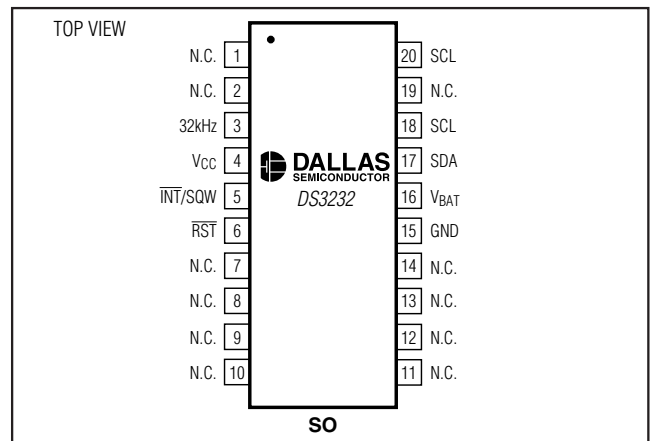 TOP VIEW
N.C. 1
N.C. 2
32kHz 3
VCC 4
INT/SQW 5
RST 6
N.C. 7
N.C. 8
N.C. 9
N.C. 10
DALLAS
SEMICONDUCTOR
DS3232
20 SCL
19 N.C.
18 SCL
17 SDA
16 VBAT
15 GND
14 N.C.
13 N.C.
12 N.C.
11 N.C.
SO